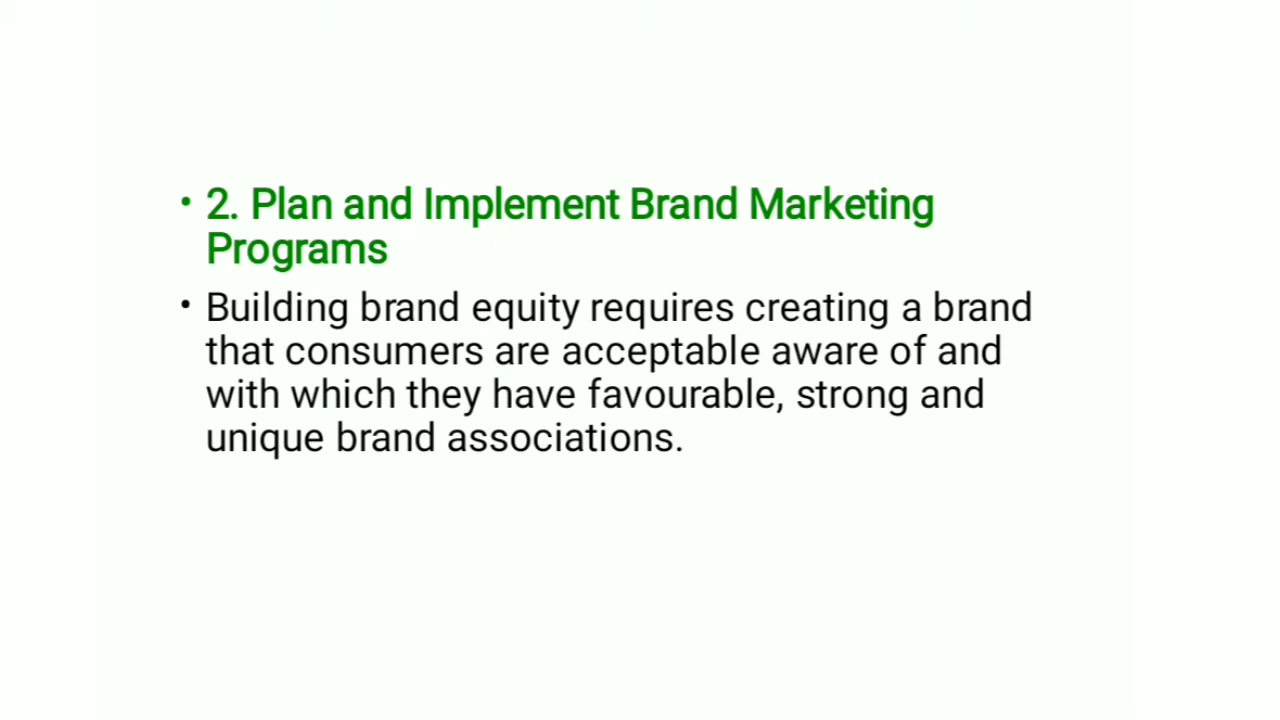 • 2. Plan and Implement Brand Marketing
Programs
• Building brand equity requires creating a brand
that consumers are acceptable aware of and
with which they have favourable, strong and
unique brand associations.